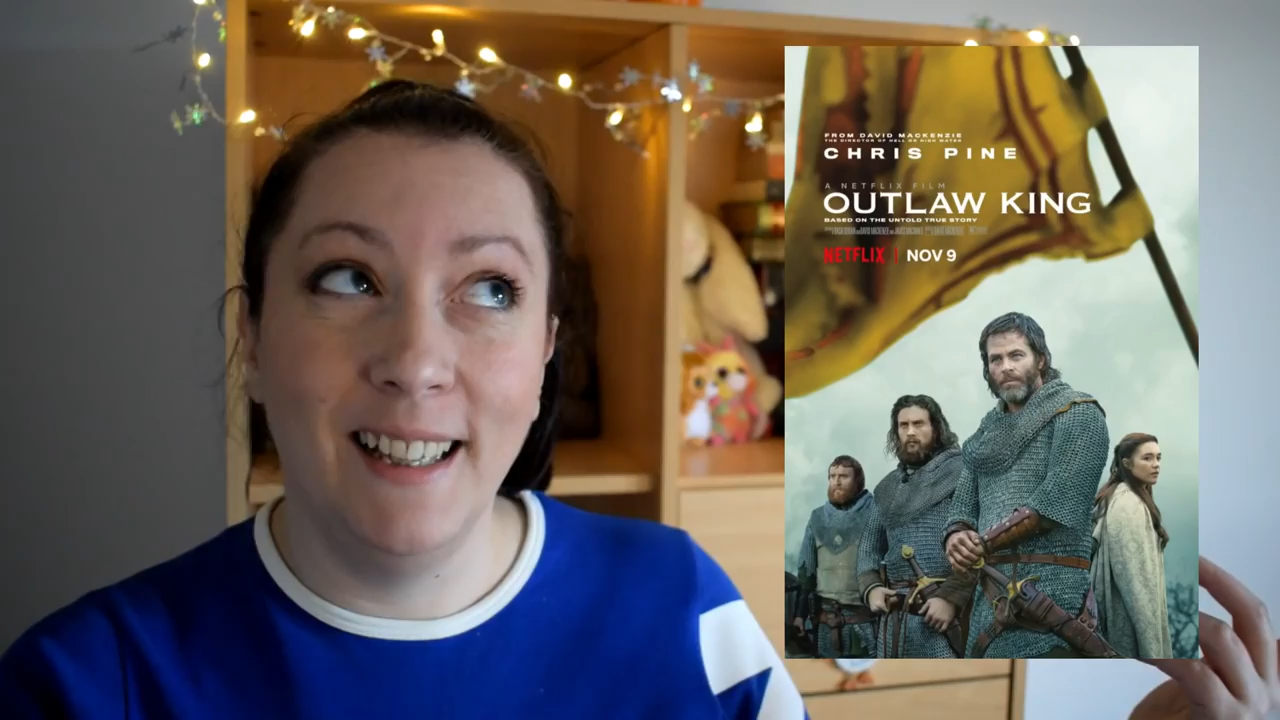 FROM DAVID MACKENZIE
THE DIRECTOR OF HELL OR HIGH WATER
CHRIS PINE
A NETFLIX FILM
OUTLAW KING
BASED ON THE UNTOLD TRUE STORY
NETFLIX | NOV 9